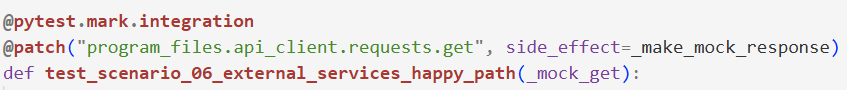 @pytest.mark.integration
@patch("program_files.api_client.requests.get", side_effect=_make_mock_response)
def test_scenario_06_external_services_happy_path(_mock_get):